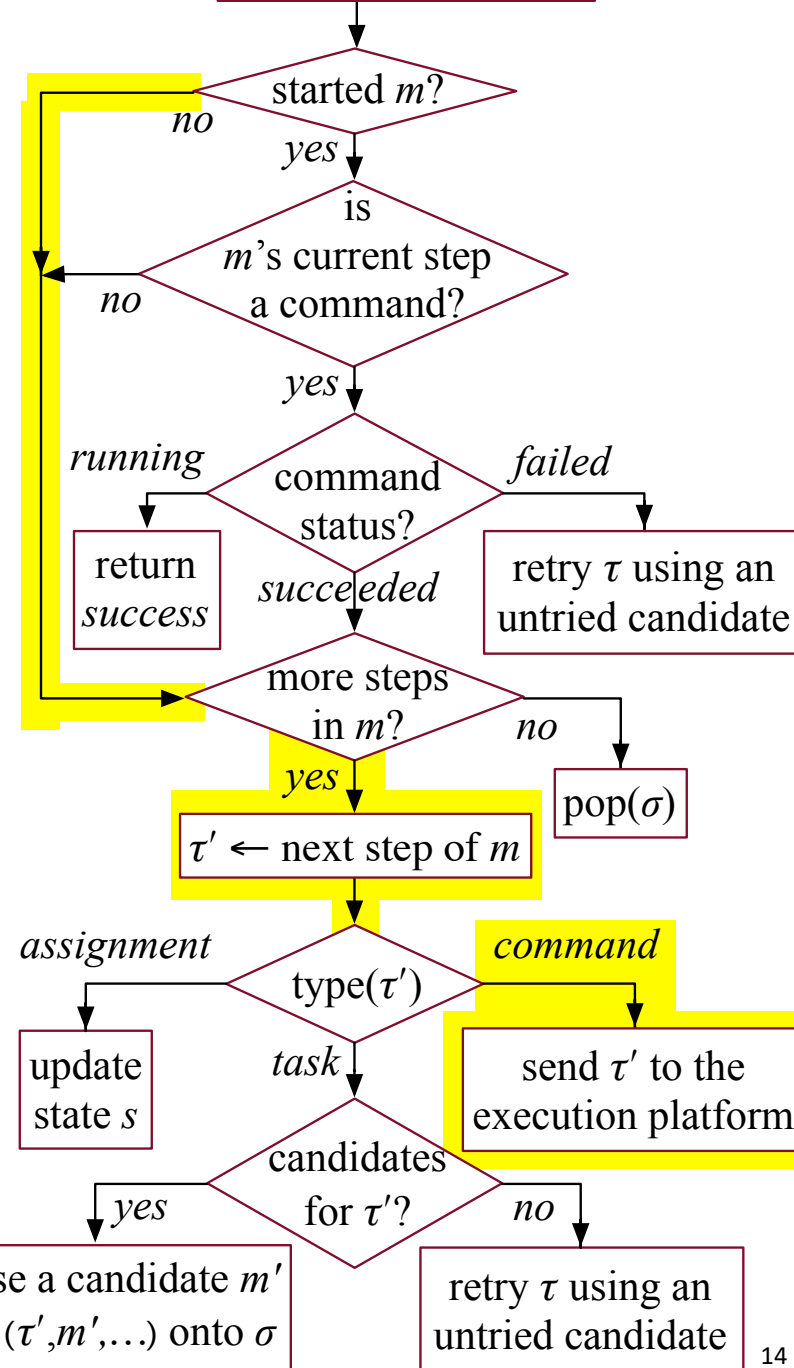 started m?
no
yes
is
m's current step
a command?
no
yes
running
failed
command
status?
return
success
retry τ using an
untried candidate
succeeded
more steps
in m?
no
yes
pop(σ)
τ′ ← next step of m
assignment
command
type(τ′)
update
state s
task
send τ′ to the
execution platform
candidates
for τ′?
yes
no
a candidate m′
(τ′,m′,…) onto σ
retry τ using an
untried candidate
14